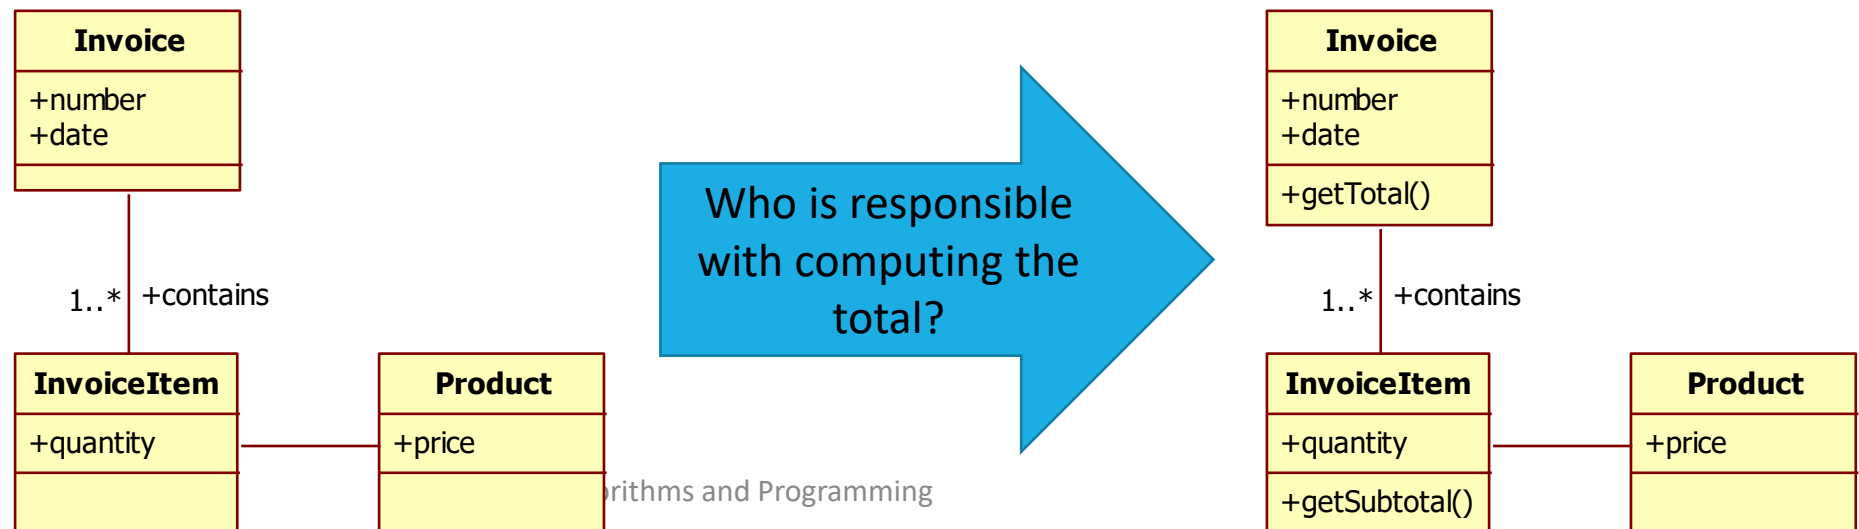 Invoice
+number
+date
1..* +contains
InvoiceItem
+quantity
Product
+price
Who is responsible
with computing the
total?
Invoice
+number
+date
+getTotal()
1..* +contains
InvoiceItem
+quantity
+getSubtotal()
Product
+price
and Programming